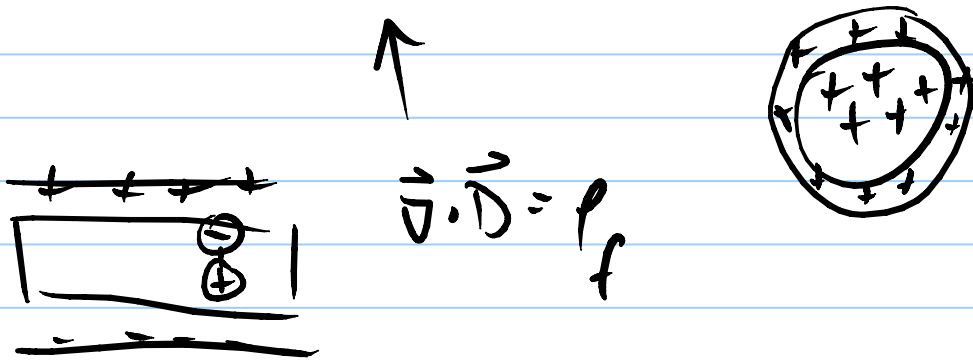 + + + +
+ + +
+ + + + +
+ +
+ + +
∇⃗ · D⃗ = ρ_f
−
+
− − − −